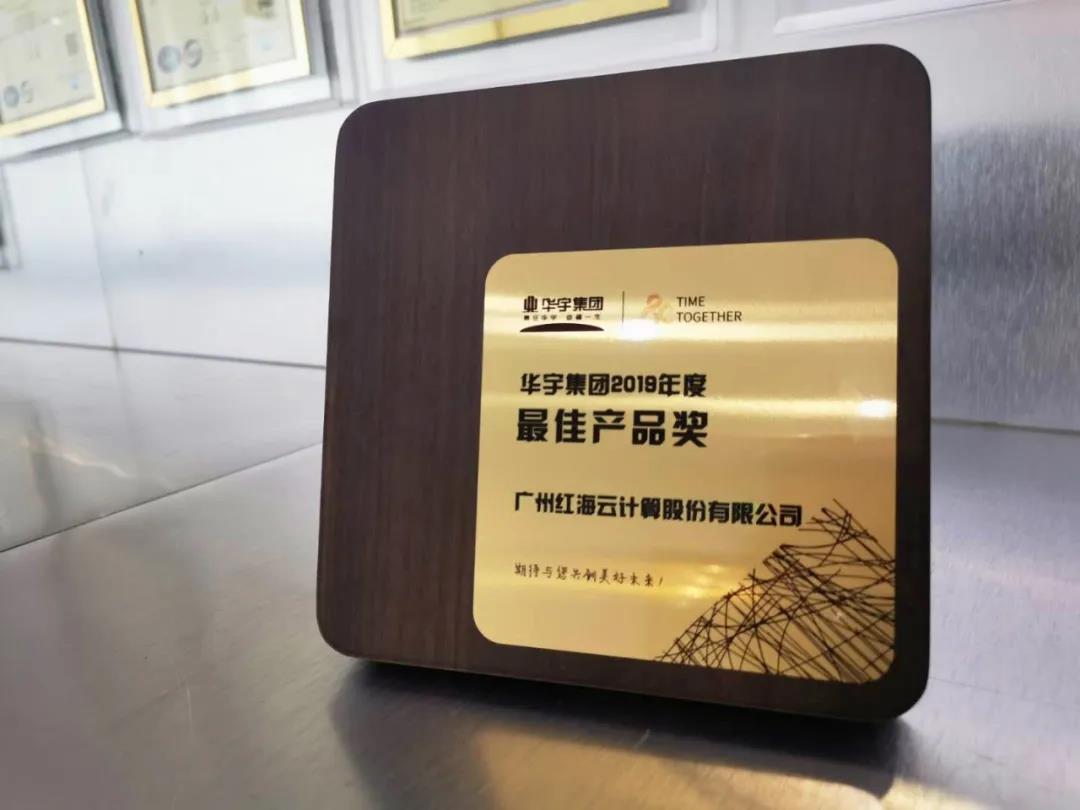 华宇集团
TIME
TOGETHER
华宇集团2019年度
最佳产品奖
广州红海云计算股份有限公司
期待与您共创美好未来!